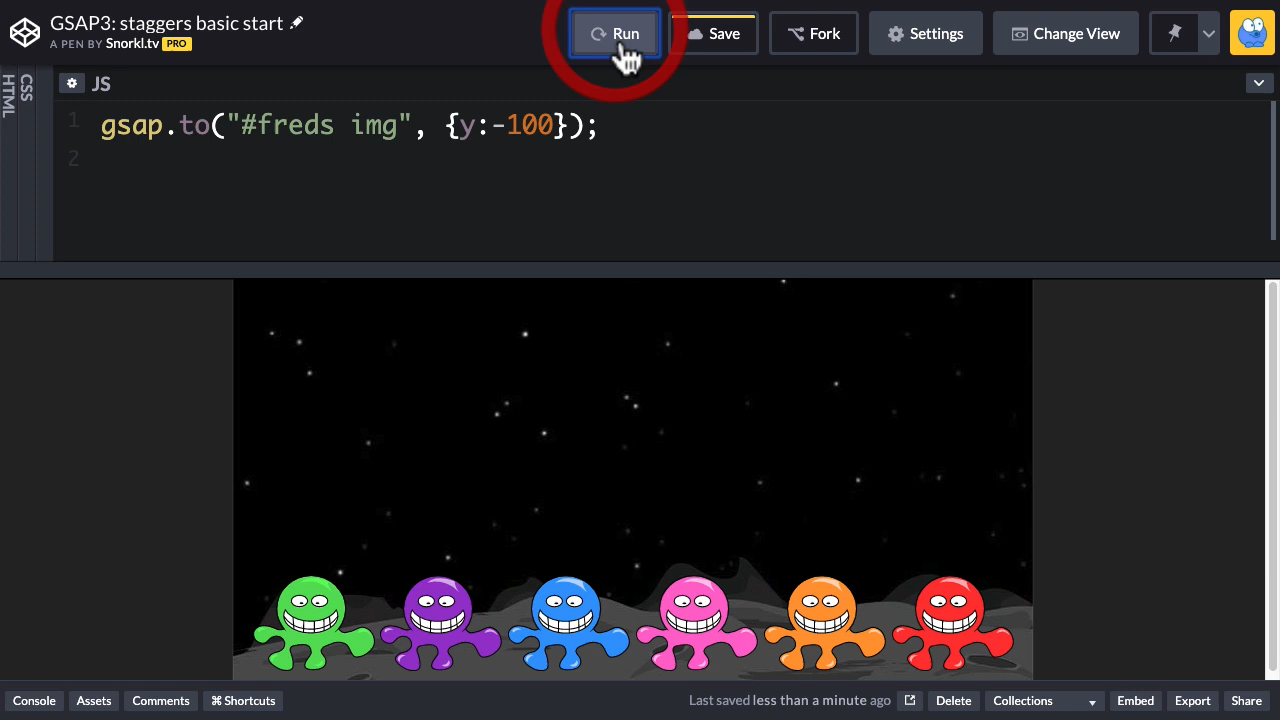 GSAP3: staggers basic start
A PEN BY Snorkl.tv PRO
Run
Save
Fork
Settings
Change View
HTML
CSS
JS
1 gsap.to("#freds img", {y:-100});
2
Console
Assets
Comments
⌘ Shortcuts
Last saved less than a minute ago
Delete
Collections
Embed
Export
Share